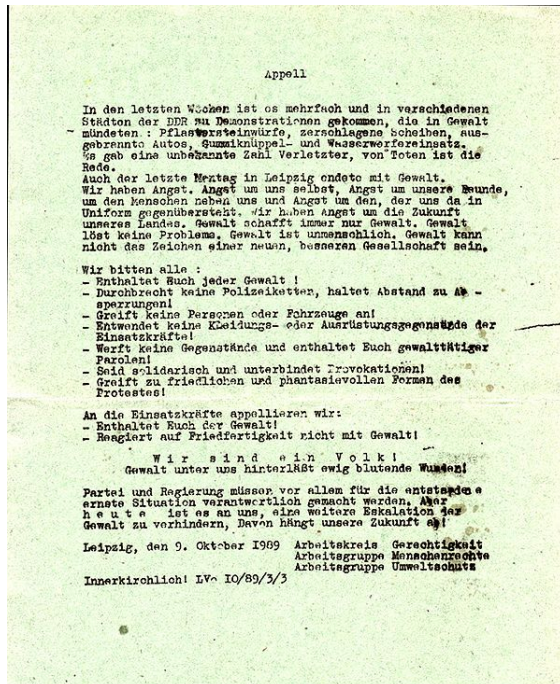 Appell
In den letzten Wochen ist es mehrfach und in verschiedenen
Städten der DDR zu Demonstrationen gekommen, die in Gewalt
mündeten : Pflastersteinwürfe, zerschlagene Scheiben, aus-
gebrannte Autos, Gummiknüppel- und Wasserwerfereinsatz.
Es gab eine unbekannte Zahl Verletzter, von Toten ist die
Rede.
Auch der letzte Montag in Leipzig endete mit Gewalt.
Wir haben Angst. Angst um uns selbst, Angst um unsere Freunde,
um den Menschen neben uns und Angst um den, der uns da in
Uniform gegenübersteht. Wir haben Angst um die Zukunft
unseres Landes. Gewalt schafft immer nur Gewalt. Gewalt
löst keine Probleme. Gewalt ist unmenschlich. Gewalt kann
nicht das Zeichen einer neuen, besseren Gesellschaft sein.
Wir bitten alle :
- Enthaltet Euch jeder Gewalt !
- Durchbrecht keine Polizeiketten, haltet Abstand zu Ab -
sperrungen!
- Greift keine Personen oder Fahrzeuge an!
- Entwendet keine Kleidungs- oder Ausrüstungsgegenstände der
Einsatzkräfte!
- Werft keine Gegenstände und enthaltet Euch gewalttätiger
Parolen!
- Seid solidarisch und unterbindet Provokationen!
- Greift zu friedlichen und phantasievollen Formen des
Protestes!
An die Einsatzkräfte appellieren wir:
- Enthaltet Euch der Gewalt!
- Reagiert auf Friedfertigkeit nicht mit Gewalt!
W i r s i n d e i n V o l k !
Gewalt unter uns hinterläßt ewig blutende Wunden!
Partei und Regierung müssen vor allem für die entstandene
ernste Situation verantwortlich gemacht werden. Aber
h e u t e ist es an uns, eine weitere Eskalation der
Gewalt zu verhindern, Davon hängt unsere Zukunft ab!
Leipzig, den 9. Oktober I989 Arbeitskreis Gerechtigkeit
Arbeitsgruppe Menschenrechte
Arbeitsgruppe Umweltschutz
Innerkirchlich! LVo IO/89/3/3